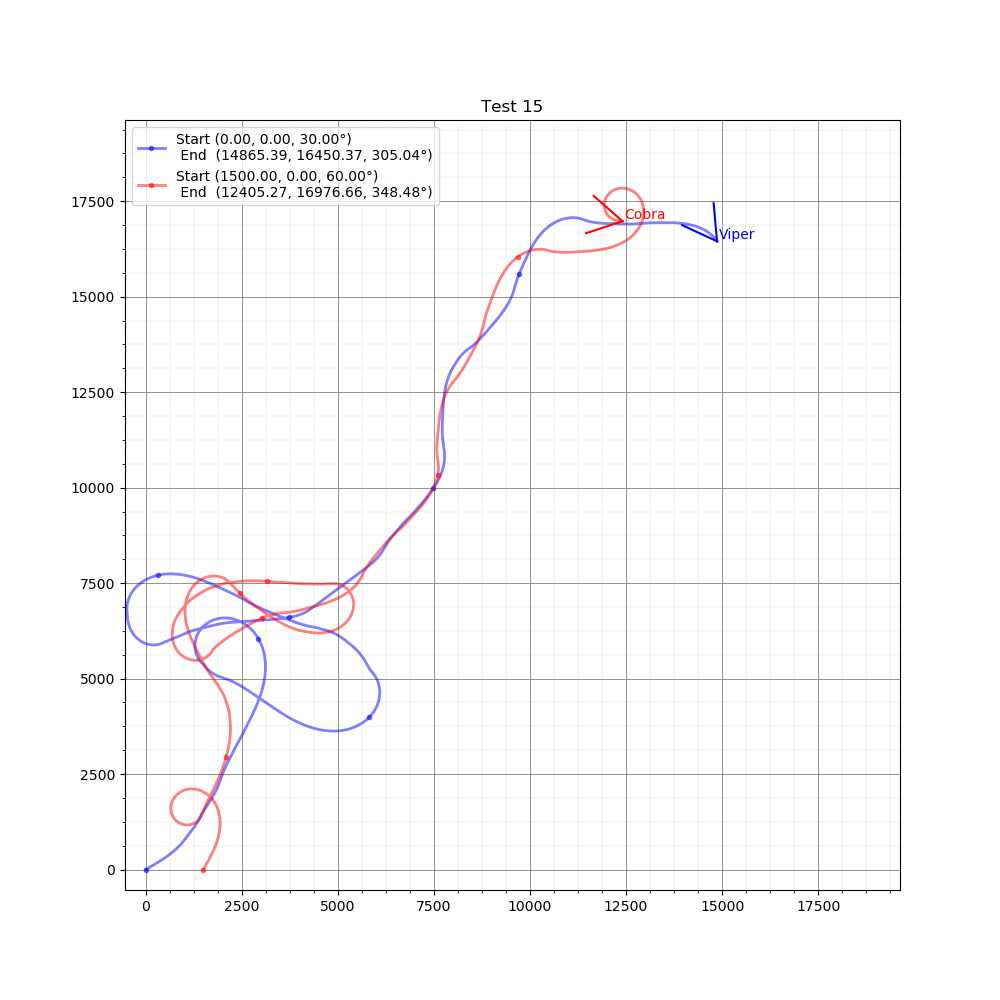 Test 15
Start (0.00, 0.00, 30.00°)
End (14865.39, 16450.37, 305.04°)
Start (1500.00, 0.00, 60.00°)
End (12405.27, 16976.66, 348.48°)
17500
Cobra
Viper
15000
12500
10000
7500
5000
2500
0
0 2500 5000 7500 10000 12500 15000 17500